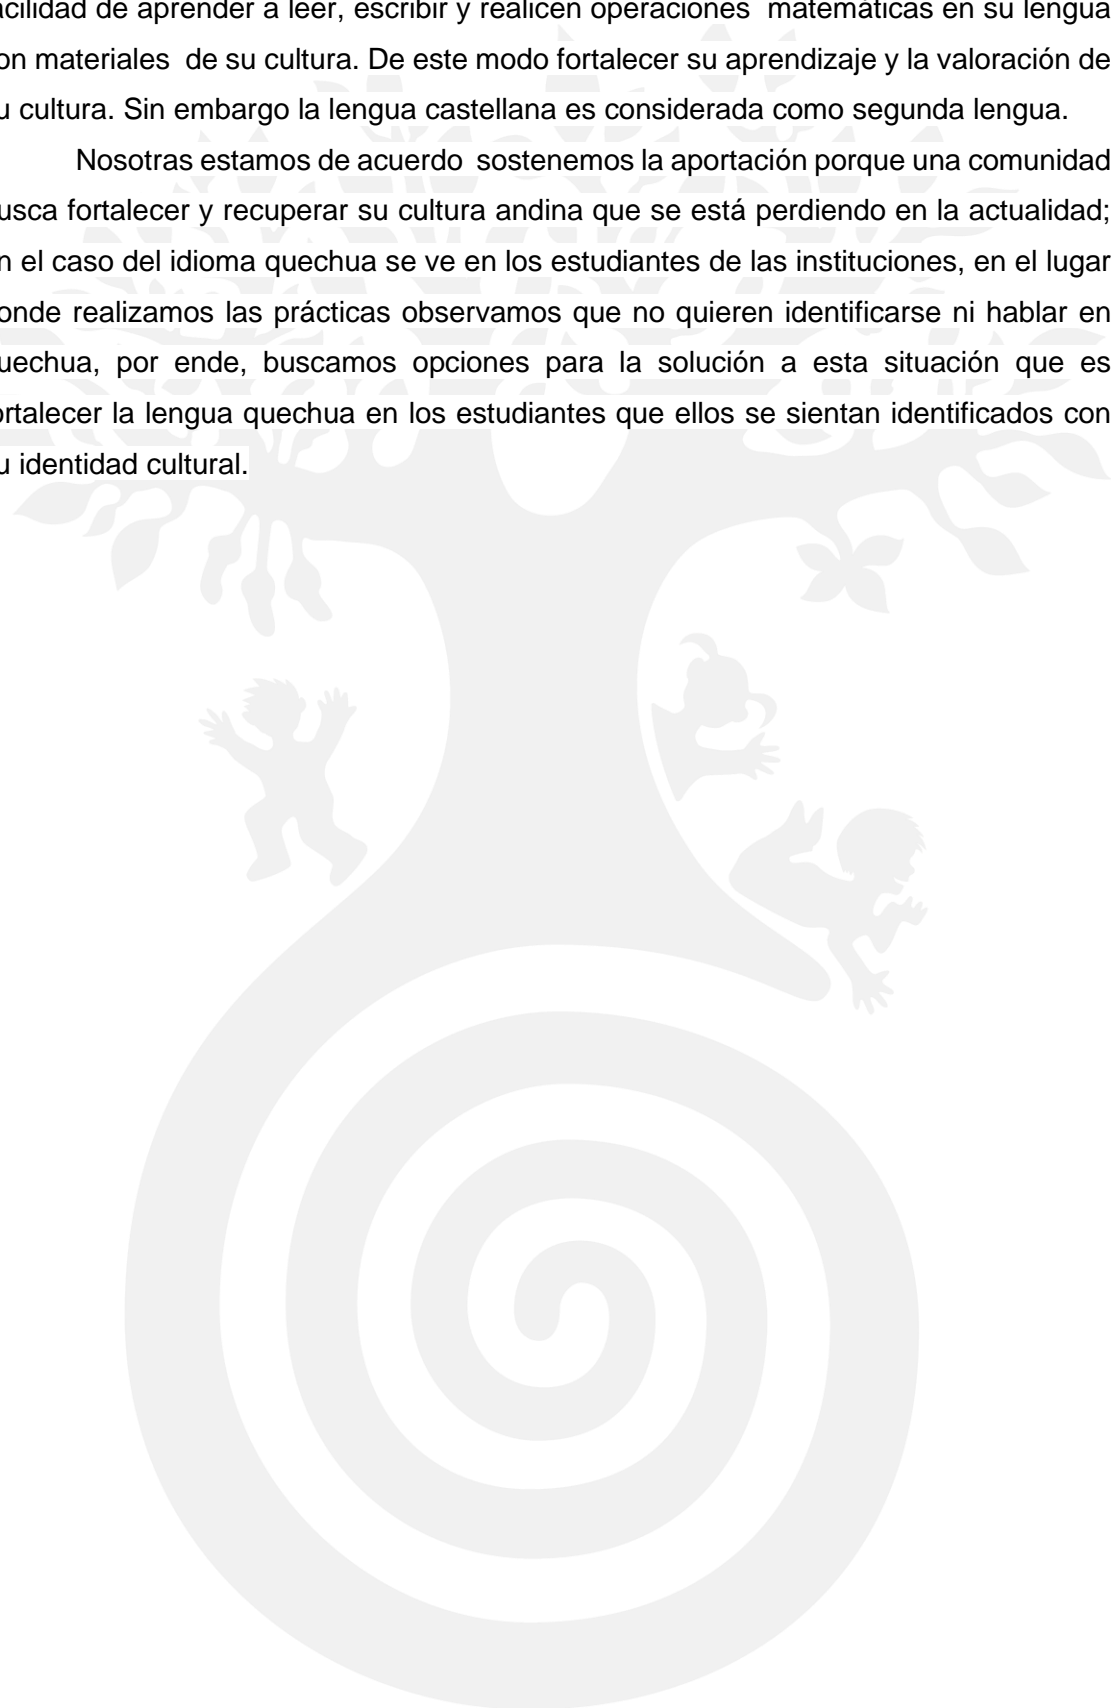 acilidad de aprender a leer, escribir y realicen operaciones  matemáticas en su lengua
on materiales  de su cultura. De este modo fortalecer su aprendizaje y la valoración de
u cultura. Sin embargo la lengua castellana es considerada como segunda lengua.
Nosotras estamos de acuerdo  sostenemos la aportación porque una comunidad
usca fortalecer y recuperar su cultura andina que se está perdiendo en la actualidad;
n el caso del idioma quechua se ve en los estudiantes de las instituciones, en el lugar
onde realizamos las prácticas observamos que no quieren identificarse ni hablar en
uechua, por ende, buscamos opciones para la solución a esta situación que es
ortalecer la lengua quechua en los estudiantes que ellos se sientan identificados con
u identidad cultural.